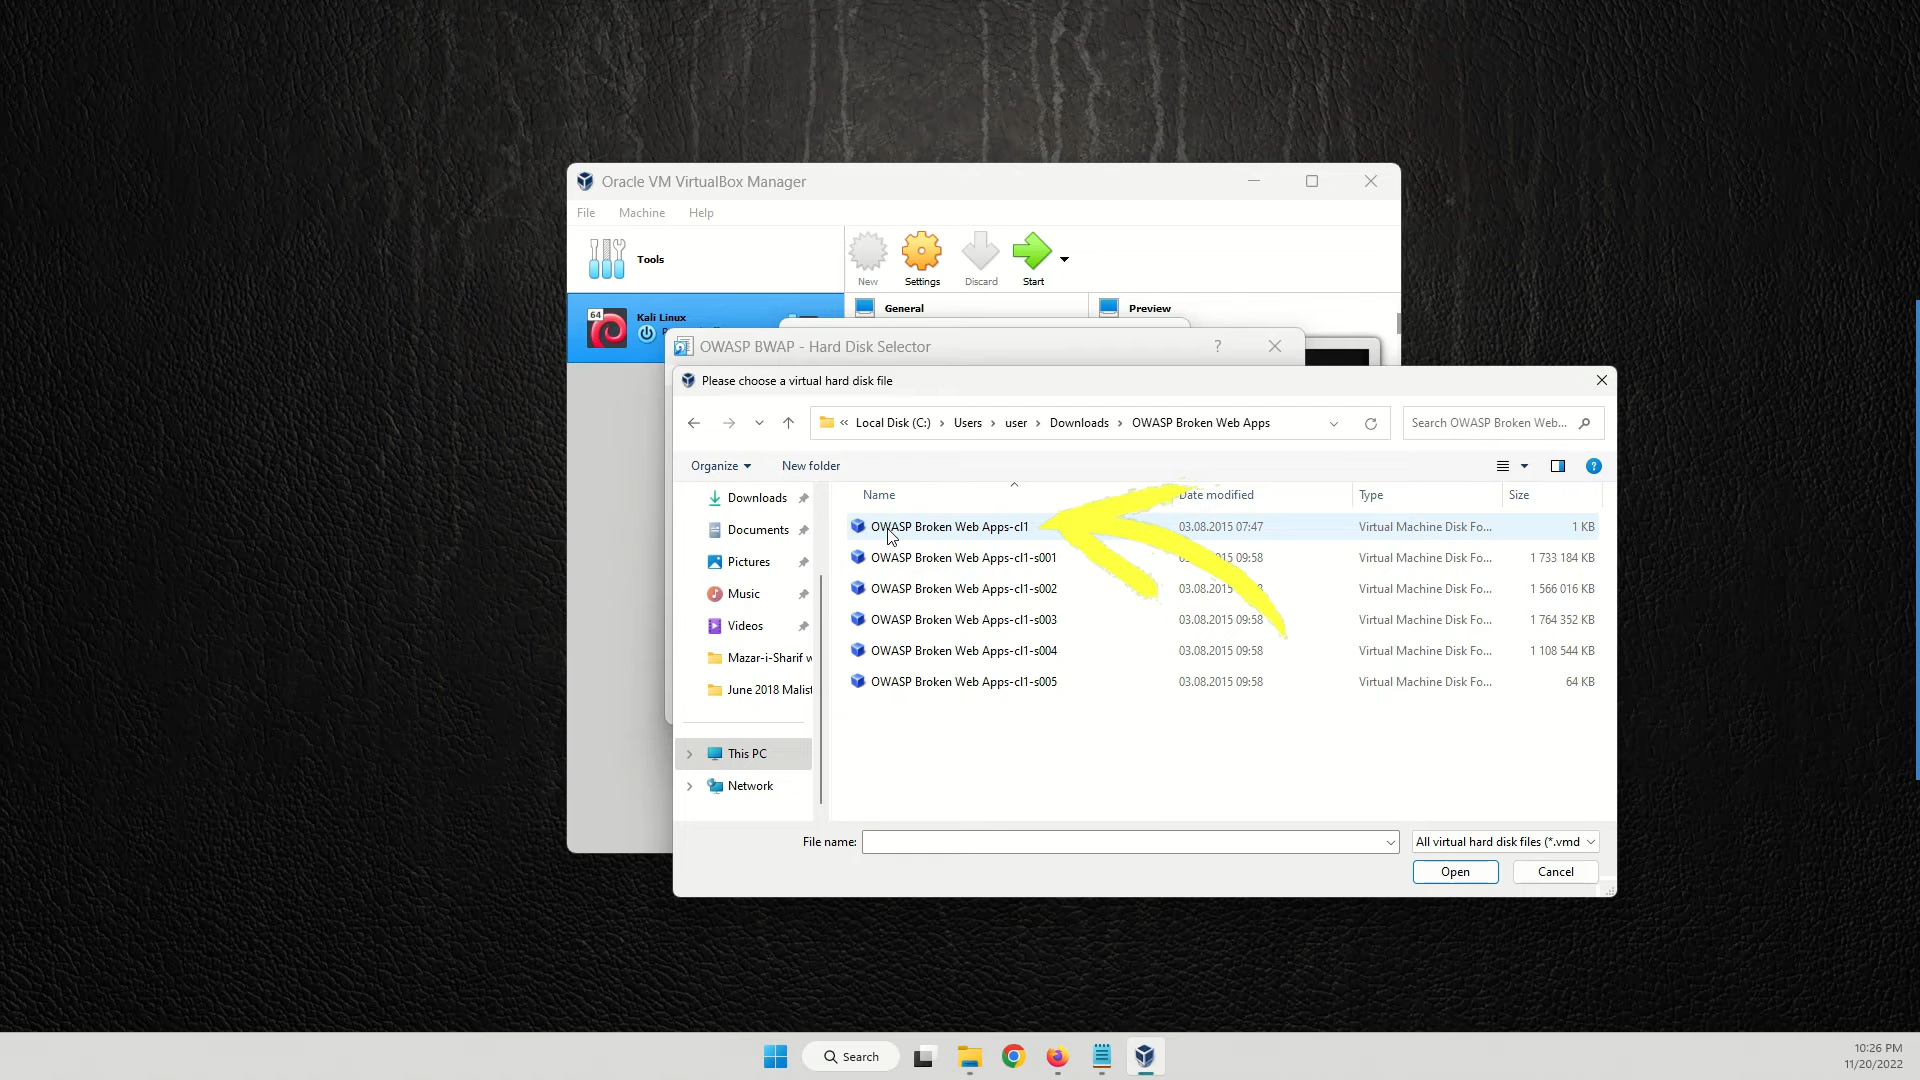 Oracle VM VirtualBox Manager
File Machine Help
Tools
New Settings Discard Start
64 Kali Linux
General Preview
OWASP BWAP - Hard Disk Selector ?
Please choose a virtual hard disk file
« Local Disk (C:) › Users › user › Downloads › OWASP Broken Web Apps
Search OWASP Broken Web...
Organize New folder ?
Name Date modified Type Size
Downloads
Documents
Pictures
Music
Videos
Mazar-i-Sharif w
June 2018 Malist
This PC
Network
OWASP Broken Web Apps-cl1 03.08.2015 07:47 Virtual Machine Disk Fo... 1 KB
OWASP Broken Web Apps-cl1-s001 03.08.2015 09:58 Virtual Machine Disk Fo... 1 733 184 KB
OWASP Broken Web Apps-cl1-s002 03.08.2015 09:58 Virtual Machine Disk Fo... 1 566 016 KB
OWASP Broken Web Apps-cl1-s003 03.08.2015 09:58 Virtual Machine Disk Fo... 1 764 352 KB
OWASP Broken Web Apps-cl1-s004 03.08.2015 09:58 Virtual Machine Disk Fo... 1 108 544 KB
OWASP Broken Web Apps-cl1-s005 03.08.2015 09:58 Virtual Machine Disk Fo... 64 KB
File name: All virtual hard disk files (*.vmd
Open Cancel
Search
10:26 PM
11/20/2022